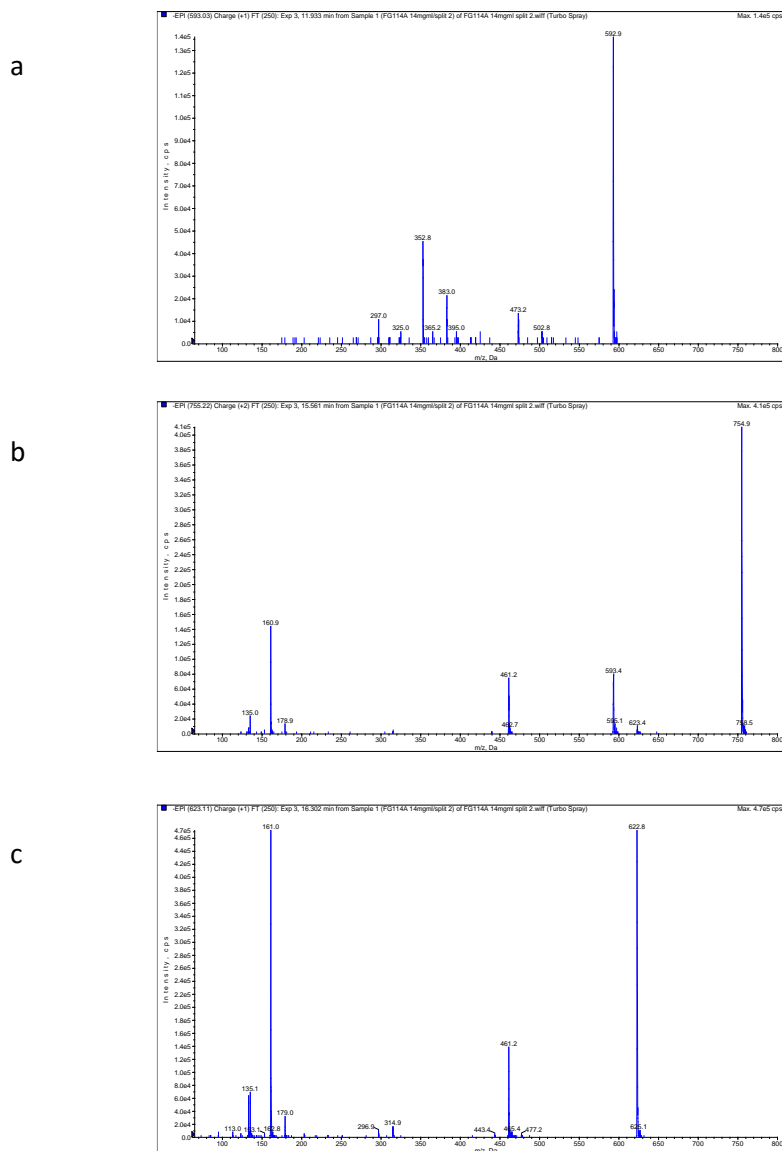 a
-EPI (593.03) Charge (+1) FT (250): Exp 3, 11.933 min from Sample 1 (FG114A 14mgml/split 2) of FG114A 14mgml split 2.wiff (Turbo Spray)
Max. 1.4e5 cps.
Intensity, cps
1.4e5
1.3e5
1.2e5
1.1e5
1.0e5
9.0e4
8.0e4
7.0e4
6.0e4
5.0e4
4.0e4
3.0e4
2.0e4
1.0e4
0.0
592.9
352.8
383.0
473.2
297.0
325.0
365.2
395.0
502.8
100 150 200 250 300 350 400 450 500 550 600 650 700 750 800
m/z, Da
b
-EPI (755.22) Charge (+2) FT (250): Exp 3, 15.561 min from Sample 1 (FG114A 14mgml/split 2) of FG114A 14mgml split 2.wiff (Turbo Spray)
Max. 4.1e5 cps.
Intensity, cps
4.1e5
4.0e5
3.8e5
3.6e5
3.4e5
3.2e5
3.0e5
2.8e5
2.6e5
2.4e5
2.2e5
2.0e5
1.8e5
1.6e5
1.4e5
1.2e5
1.0e5
8.0e4
6.0e4
4.0e4
2.0e4
0.0
754.9
160.9
461.2
593.4
135.0
178.9
462.7
595.1
623.4
758.5
100 150 200 250 300 350 400 450 500 550 600 650 700 750 800
m/z, Da
c
-EPI (623.11) Charge (+1) FT (250): Exp 3, 16.302 min from Sample 1 (FG114A 14mgml/split 2) of FG114A 14mgml split 2.wiff (Turbo Spray)
Max. 4.7e5 cps.
Intensity, cps
4.7e5
4.6e5
4.4e5
4.2e5
4.0e5
3.8e5
3.6e5
3.4e5
3.2e5
3.0e5
2.8e5
2.6e5
2.4e5
2.2e5
2.0e5
1.8e5
1.6e5
1.4e5
1.2e5
1.0e5
8.0e4
6.0e4
4.0e4
2.0e4
0.0
161.0
622.8
461.2
135.1
179.0
113.0
162.8
296.9
314.9
443.4
465.4
477.2
625.1
100 150 200 250 300 350 400 450 500 550 600 650 700 750 800
m/z, Da